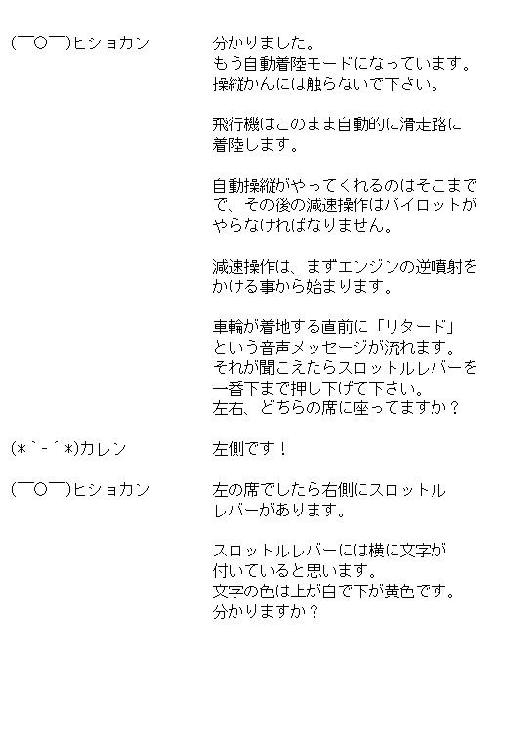 (￣○￣)ヒショカン 分かりました。
もう自動着陸モードになっています。
操縦かんには触らないで下さい。
飛行機はこのまま自動的に滑走路に
着陸します。
自動操縦がやってくれるのはそこまで
で、その後の減速操作はパイロットが
やらなければなりません。
減速操作は、まずエンジンの逆噴射を
かける事から始まります。
車輪が着地する直前に「リタード」
という音声メッセージが流れます。
それが聞こえたらスロットルレバーを
一番下まで押し下げて下さい。
左右、どちらの席に座ってますか？
(*｀-´*)カレン 左側です！
(￣○￣)ヒショカン 左の席でしたら右側にスロットル
レバーがあります。
スロットルレバーには横に文字が
付いていると思います。
文字の色は上が白で下が黄色です。
分かりますか？